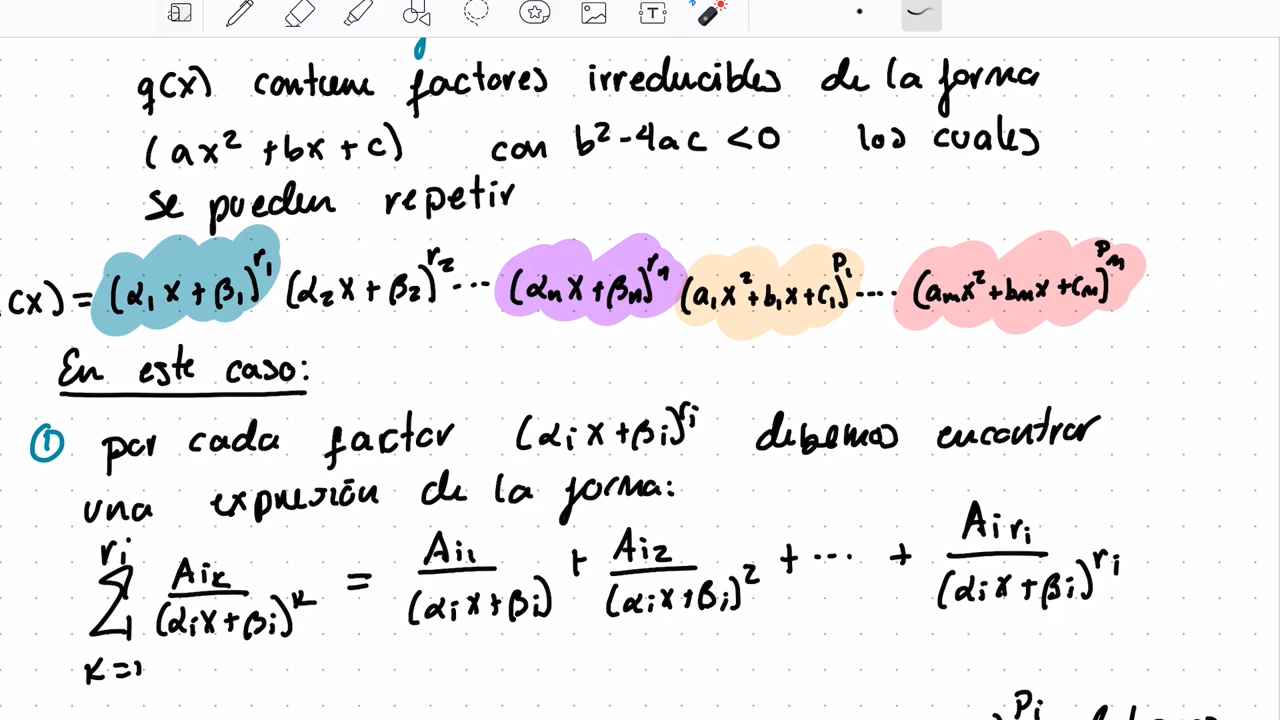 q(x) contiene factores irreducibles de la forma
(ax² + bx + c) con b² - 4ac < 0 los cuales
se pueden repetir
(x) = (α₁x + β₁)^r₁ (α₂x + β₂)^r₂ ... (αₙx + βₙ)^rₙ (a₁x² + b₁x + c₁)^p₁ .... (aₘx² + bₘx + cₘ)^pₘ
En este caso:
① por cada factor (αᵢx + βᵢ)^rᵢ debemos encontrar
una expresión de la forma:
∑_{k=1}^{rᵢ} Aᵢₖ/(αᵢx + βᵢ)^k = Aᵢ₁/(αᵢx + βᵢ) + Aᵢ₂/(αᵢx + βᵢ)² + ... + Aᵢrᵢ/(αᵢx + βᵢ)^rᵢ
)^pᵢ